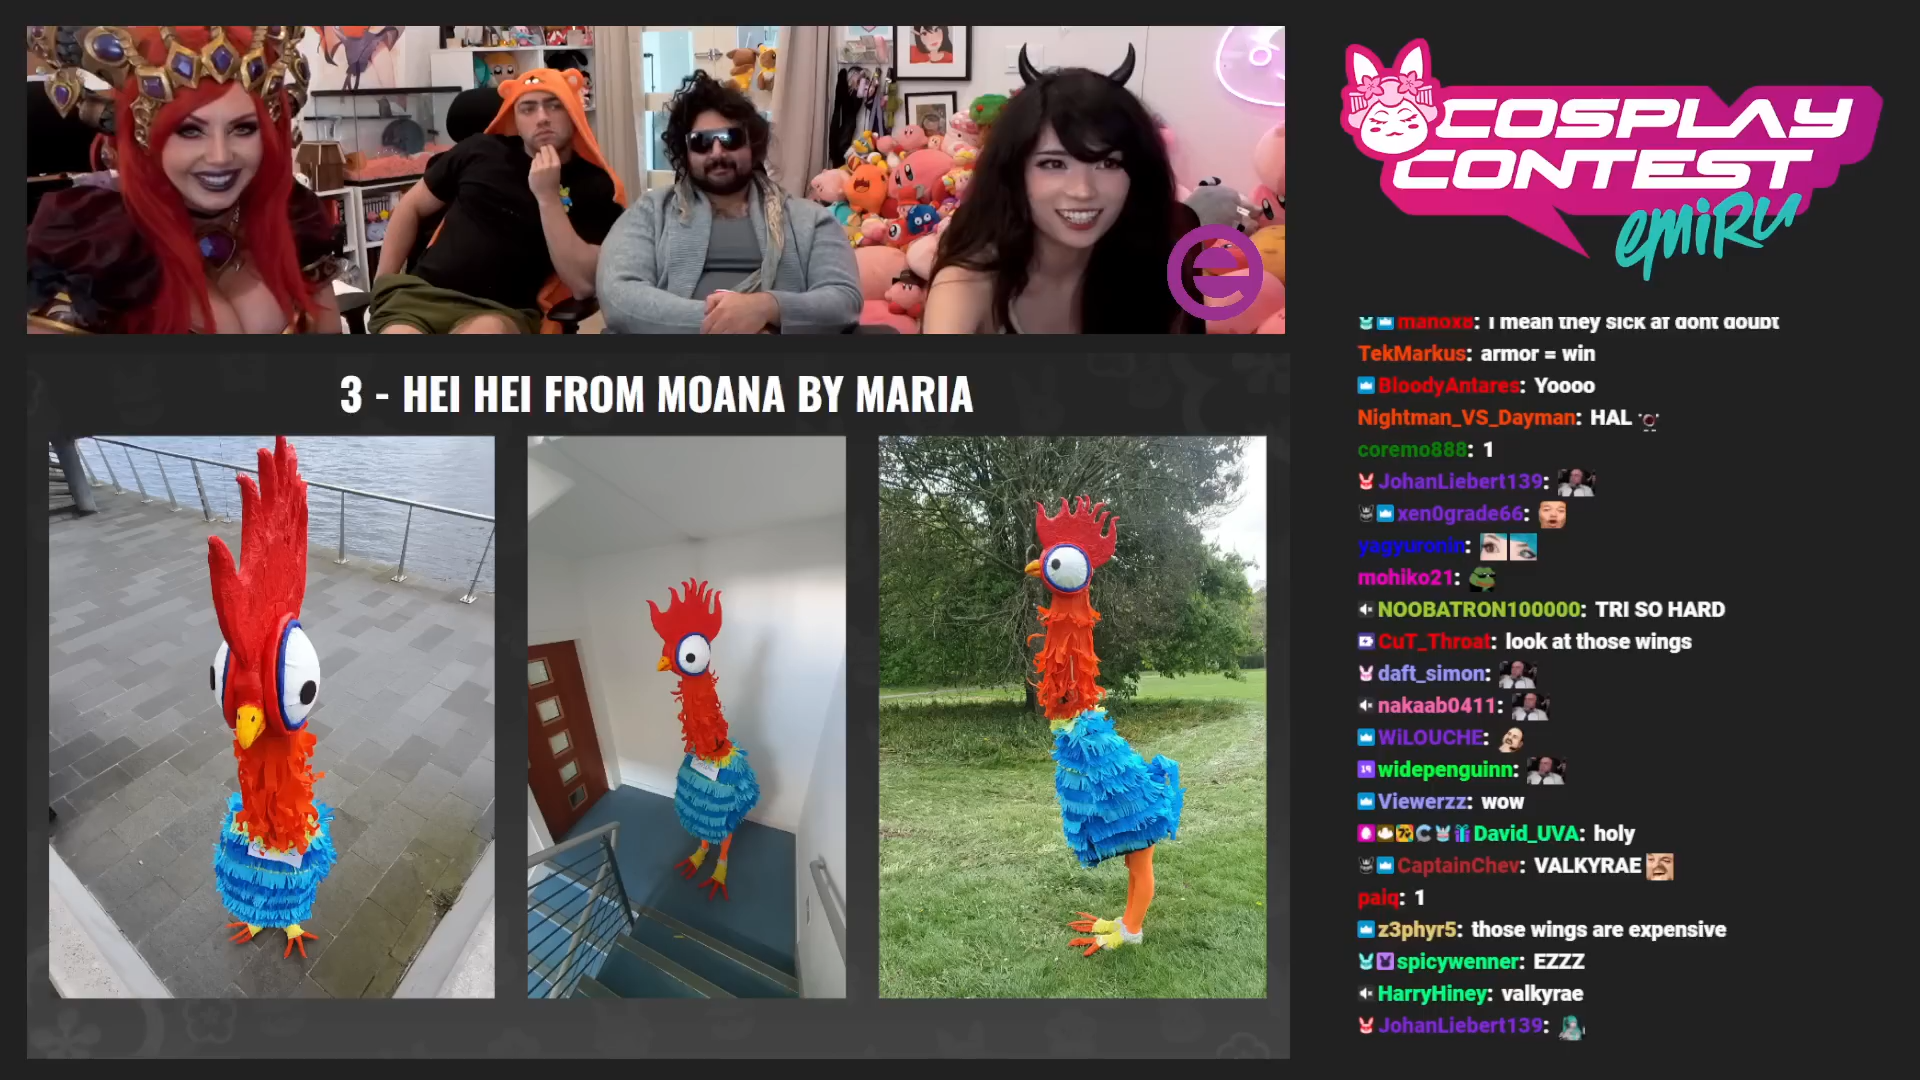 COSPLAY
CONTEST
emiru
e
3 - HEI HEI FROM MOANA BY MARIA
manox8: I mean they sick af dont doubt
TekMarkus: armor = win
BloodyAntares: Yoooo
Nightman_VS_Dayman: HAL
coremo888: 1
JohanLiebert139:
xen0grade66:
yagyuronin:
mohiko21:
NOOBATRON100000: TRI SO HARD
CuT_Throat: look at those wings
daft_simon:
nakaab0411:
WiLOUCHE:
widepenguinn:
Viewerzz: wow
David_UVA: holy
CaptainChev: VALKYRAE
paiq: 1
z3phyr5: those wings are expensive
spicywenner: EZZZ
HarryHiney: valkyrae
JohanLiebert139: